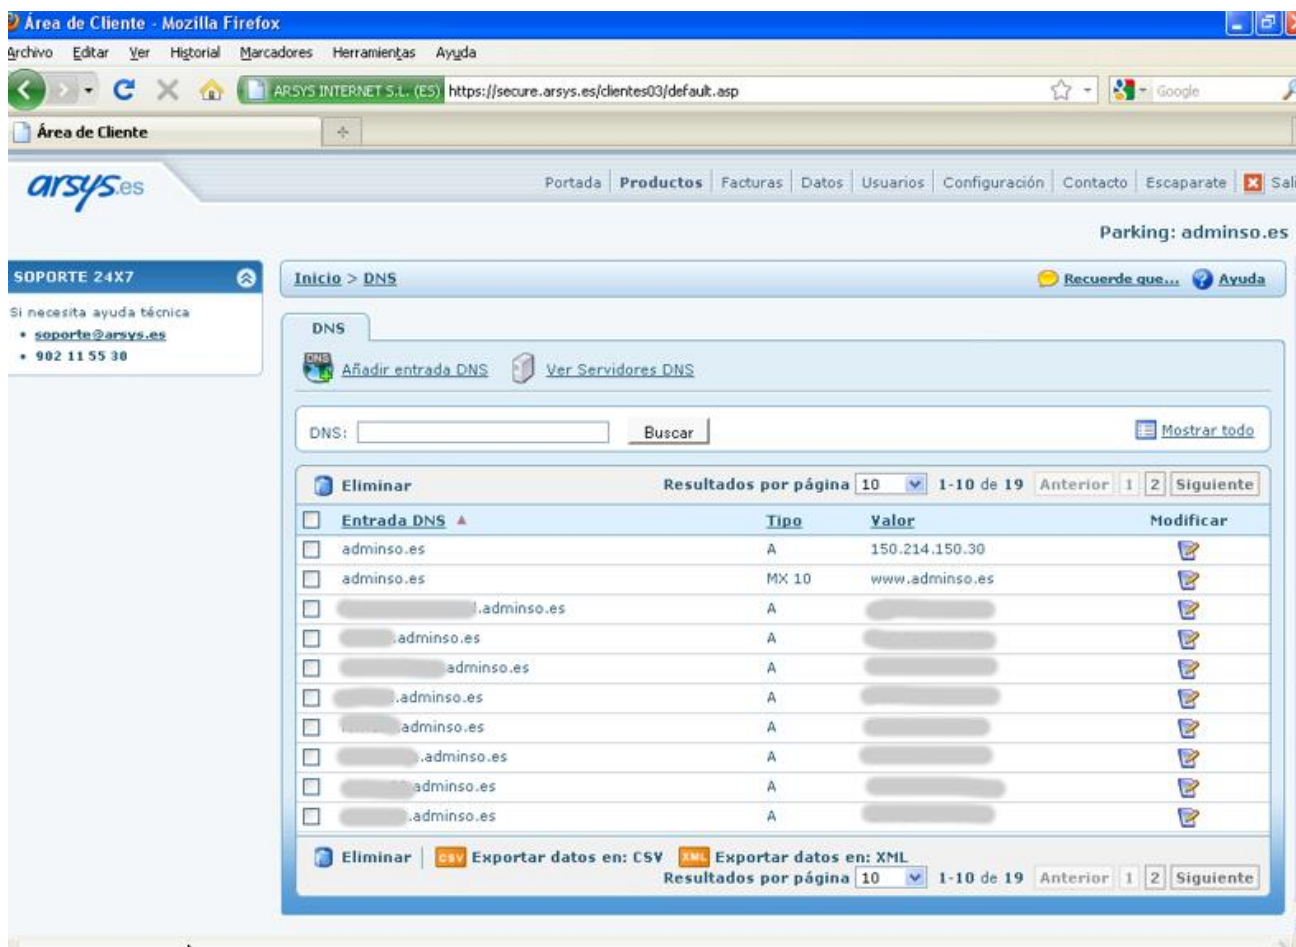 Área de Cliente - Mozilla Firefox
Archivo Editar Ver Historial Marcadores Herramientas Ayuda
ARSYS INTERNET S.L. (ES) https://secure.arsys.es/clientes03/default.asp Google
Área de Cliente
arsys.es Portada Productos Facturas Datos Usuarios Configuración Contacto Escaparate Sali
Parking: adminso.es
SOPORTE 24X7
Si necesita ayuda técnica
• soporte@arsys.es
• 902 11 55 30
Inicio > DNS Recuerde que... Ayuda
DNS
DNS Añadir entrada DNS Ver Servidores DNS
DNS: Buscar Mostrar todo
Eliminar Resultados por página 10 1-10 de 19 Anterior 1 2 Siguiente
Entrada DNS Tipo Valor Modificar
adminso.es A 150.214.150.30
adminso.es MX 10 www.adminso.es
l.adminso.es A
.adminso.es A
adminso.es A
.adminso.es A
adminso.es A
.adminso.es A
adminso.es A
.adminso.es A
Eliminar CSV Exportar datos en: CSV XML Exportar datos en: XML
Resultados por página 10 1-10 de 19 Anterior 1 2 Siguiente